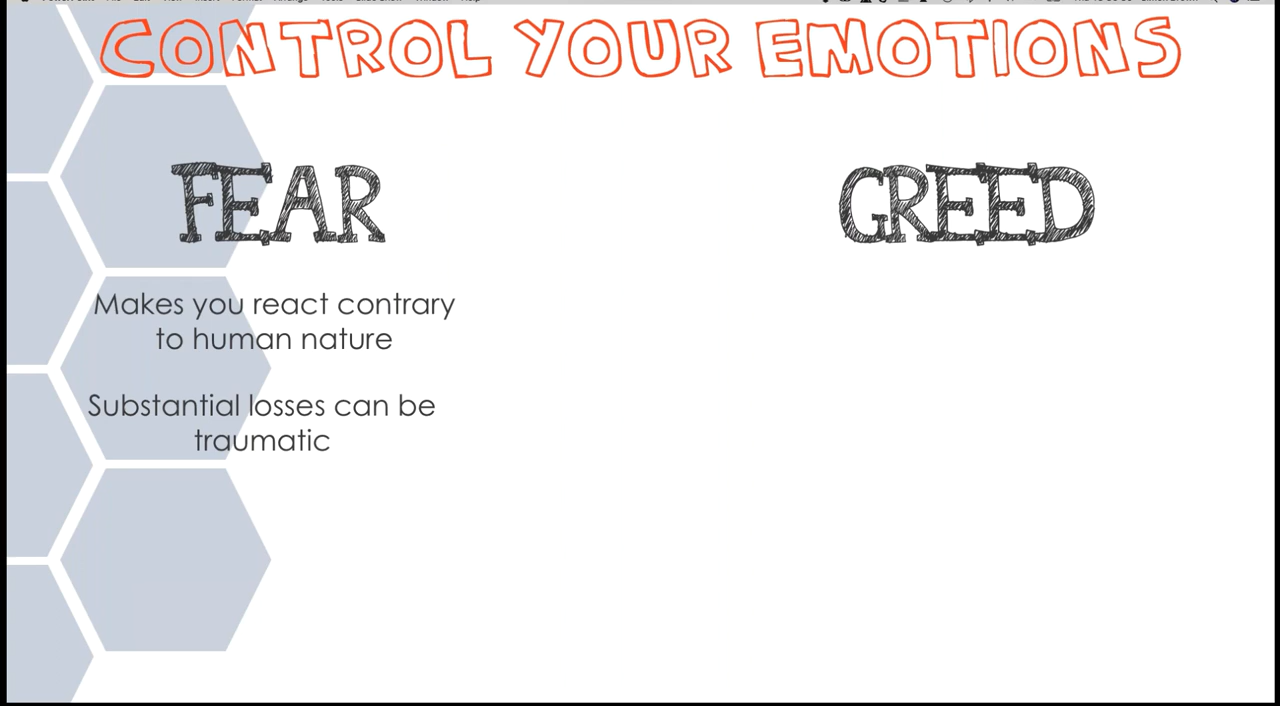 CONTROL YOUR EMOTIONS
FEAR
GREED
Makes you react contrary
to human nature
Substantial losses can be
traumatic